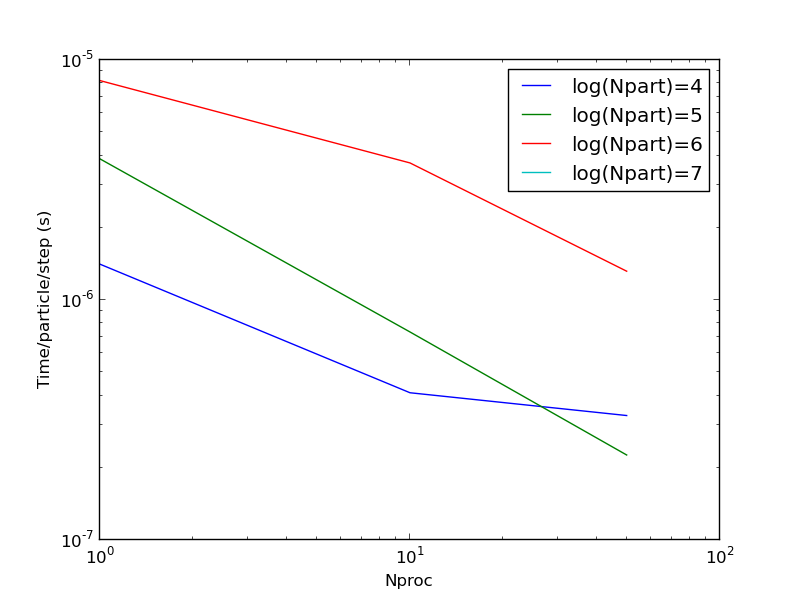 10^-5
log(Npart)=4
log(Npart)=5
log(Npart)=6
log(Npart)=7
Time/particle/step (s)
10^-6
10^-7
10^0
10^1
10^2
Nproc